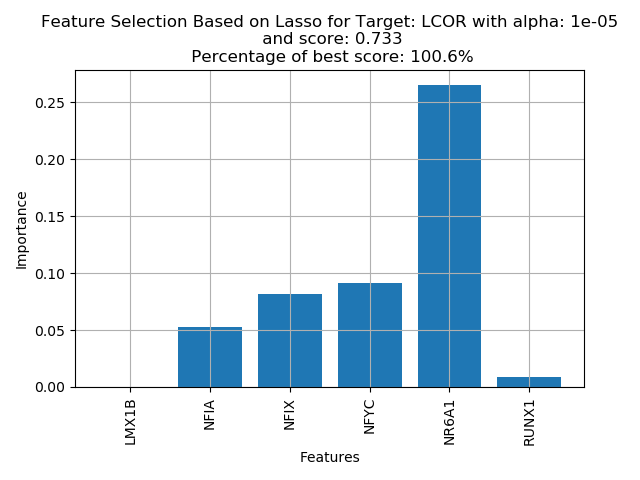 Feature Selection Based on Lasso for Target: LCOR with alpha: 1e-05
and score: 0.733
Percentage of best score: 100.6%
Importance
0.25
0.20
0.15
0.10
0.05
0.00
LMX1B
NFIA
NFIX
NFYC
NR6A1
RUNX1
Features